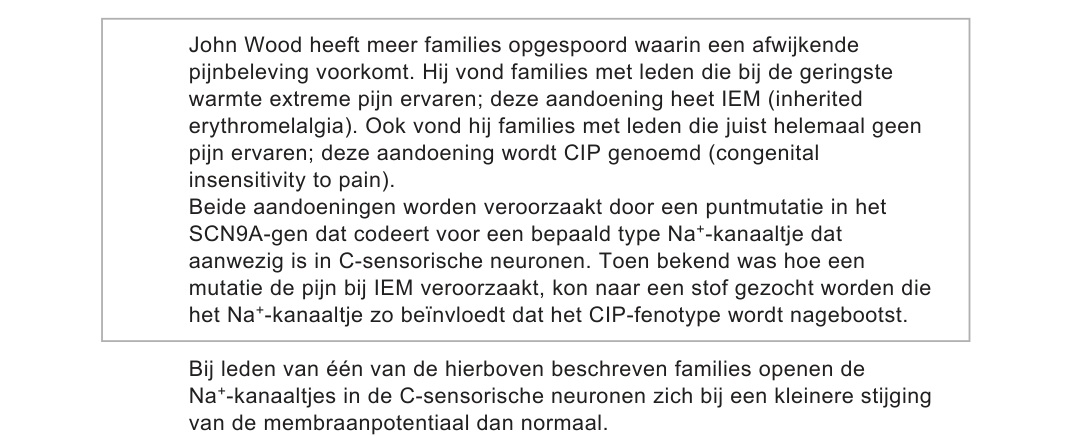 John Wood heeft meer families opgespoord waarin een afwijkende
pijnbeleving voorkomt. Hij vond families met leden die bij de geringste
warmte extreme pijn ervaren; deze aandoening heet IEM (inherited
erythromelalgia). Ook vond hij families met leden die juist helemaal geen
pijn ervaren; deze aandoening wordt CIP genoemd (congenital
insensitivity to pain).
Beide aandoeningen worden veroorzaakt door een puntmutatie in het
SCN9A-gen dat codeert voor een bepaald type Na⁺-kanaaltje dat
aanwezig is in C-sensorische neuronen. Toen bekend was hoe een
mutatie de pijn bij IEM veroorzaakt, kon naar een stof gezocht worden die
het Na⁺-kanaaltje zo beïnvloedt dat het CIP-fenotype wordt nagebootst.
Bij leden van één van de hierboven beschreven families openen de
Na⁺-kanaaltjes in de C-sensorische neuronen zich bij een kleinere stijging
van de membraanpotentiaal dan normaal.